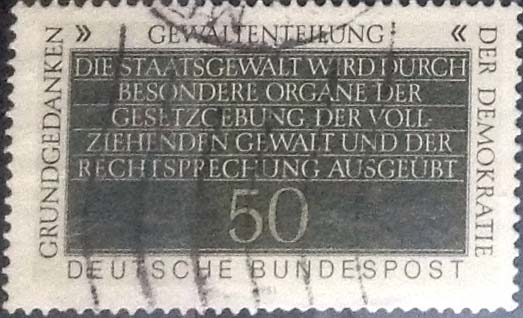 GRUNDGEDANKEN » GEWALTENTEILUNG « DER DEMOKRATIE
DIE STAATSGEWALT WIRD DURCH
BESONDERE ORGANE DER
GESETZGEBUNG DER VOLL-
ZIEHENDEN GEWALT UND DER
RECHTSPRECHUNG AUSGEÜBT
50
DEUTSCHE BUNDESPOST
1981